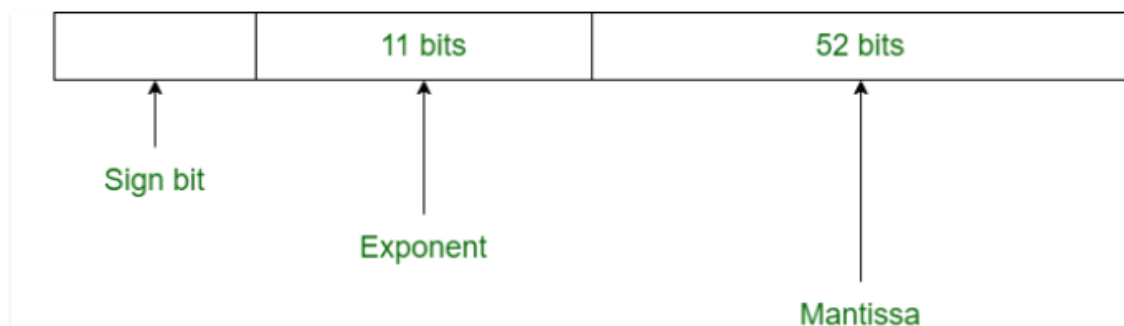 11 bits
52 bits
Sign bit
Exponent
Mantissa